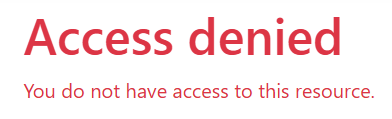 Access denied
You do not have access to this resource.